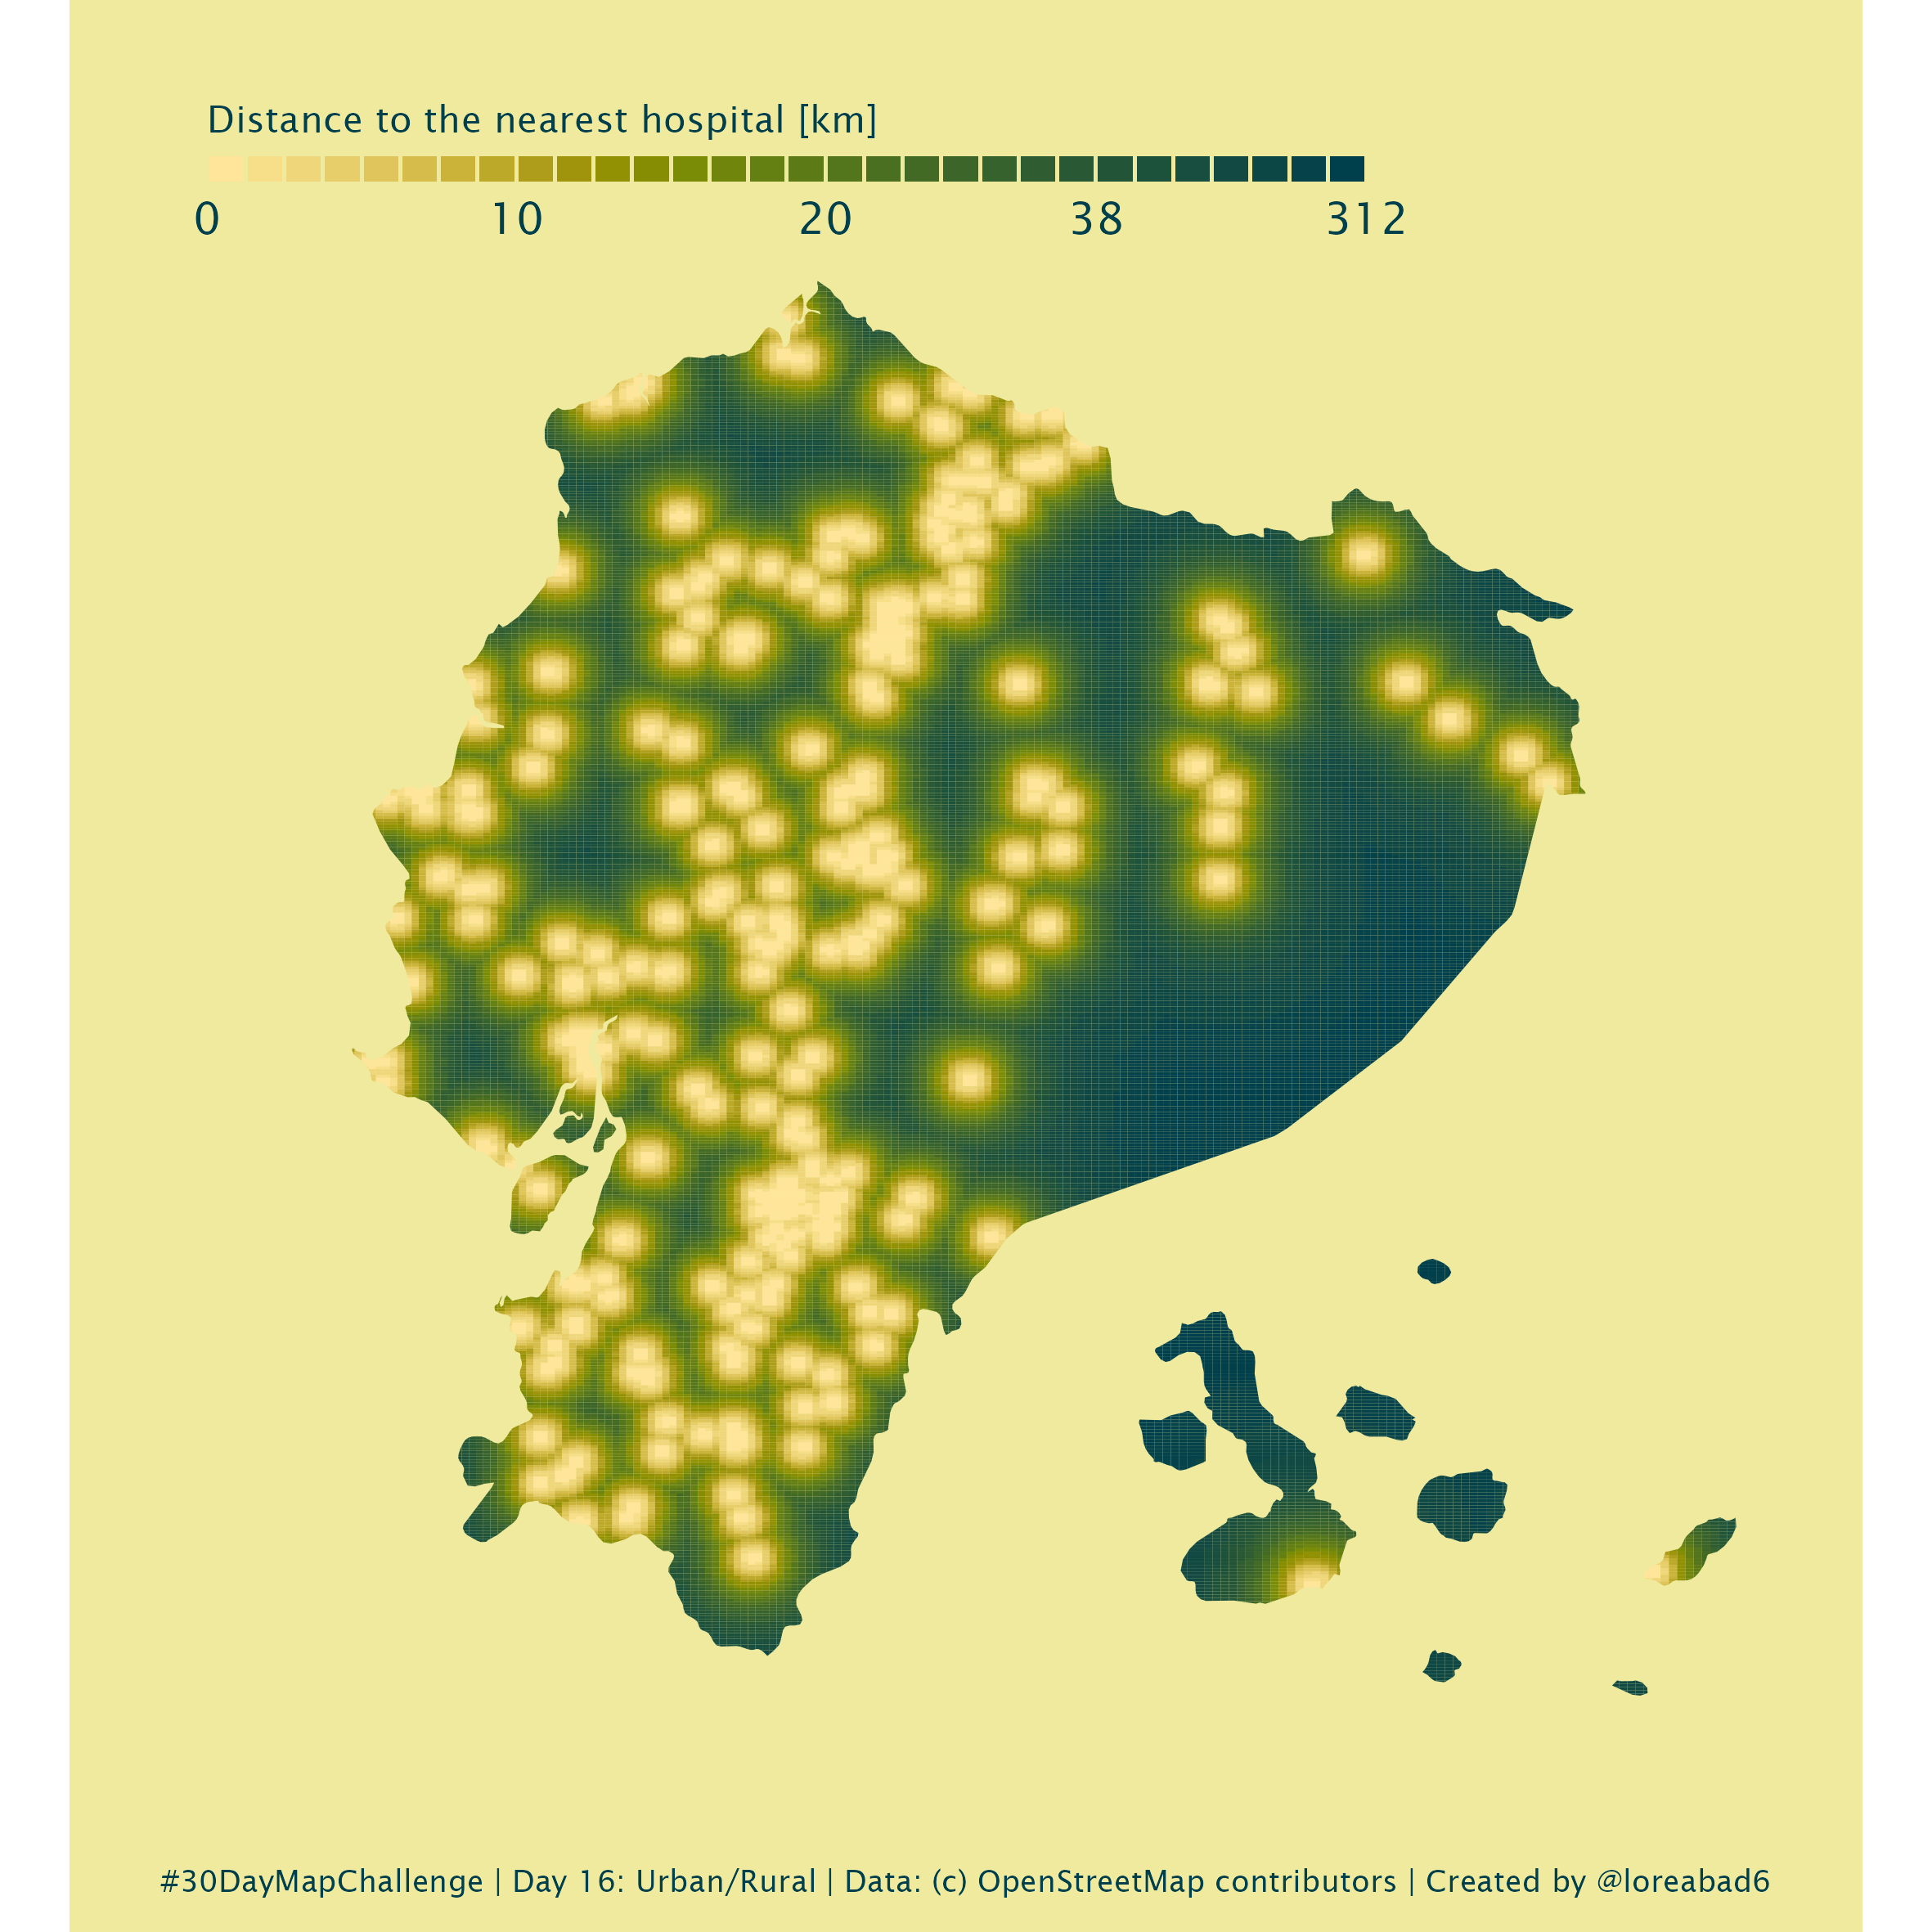 Distance to the nearest hospital [km]
0 10 20 38 312
#30DayMapChallenge | Day 16: Urban/Rural | Data: (c) OpenStreetMap contributors | Created by @loreabad6